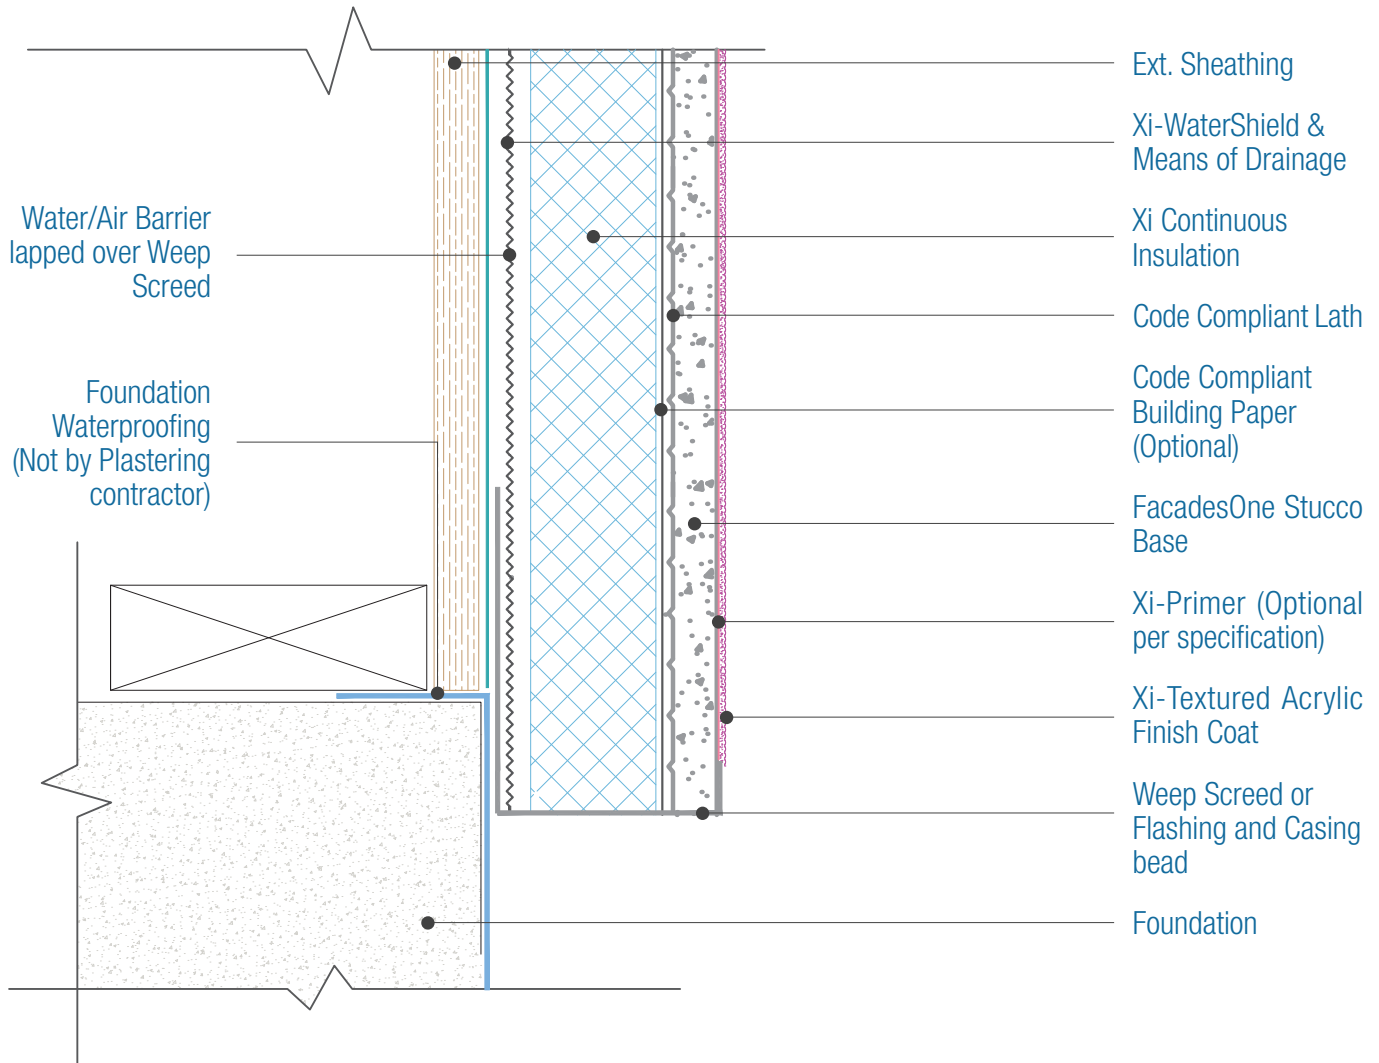 Water/Air Barrier
lapped over Weep
Screed
Foundation
Waterproofing
(Not by Plastering
contractor)
Ext. Sheathing
Xi-WaterShield &
Means of Drainage
Xi Continuous
Insulation
Code Compliant Lath
Code Compliant
Building Paper
(Optional)
FacadesOne Stucco
Base
Xi-Primer (Optional
per specification)
Xi-Textured Acrylic
Finish Coat
Weep Screed or
Flashing and Casing
bead
Foundation